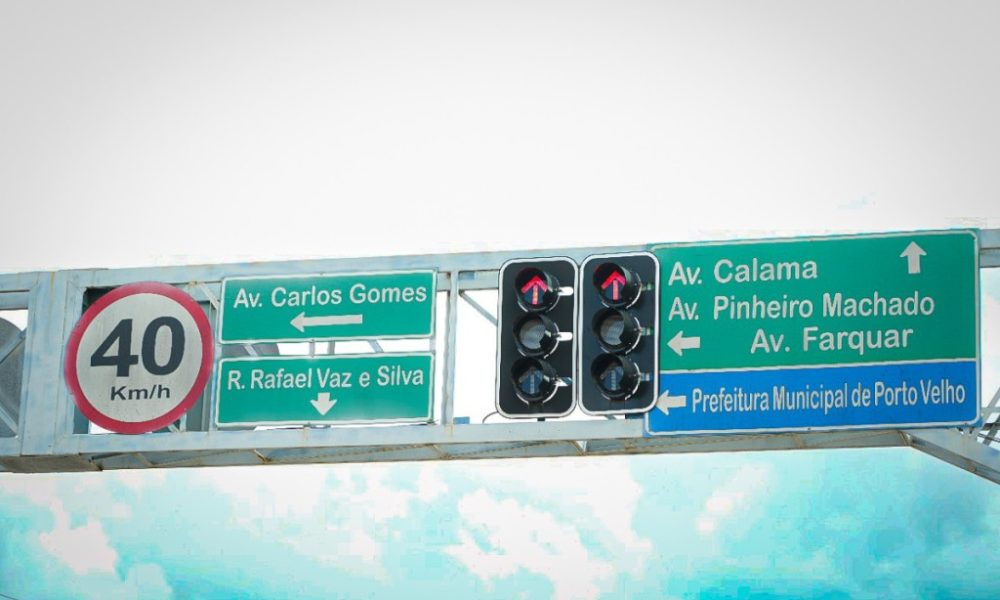 40
Km/h
Av. Carlos Gomes
R. Rafael Vaz e Silva
Av. Calama
Av. Pinheiro Machado
Av. Farquar
Prefeitura Municipal de Porto Velho